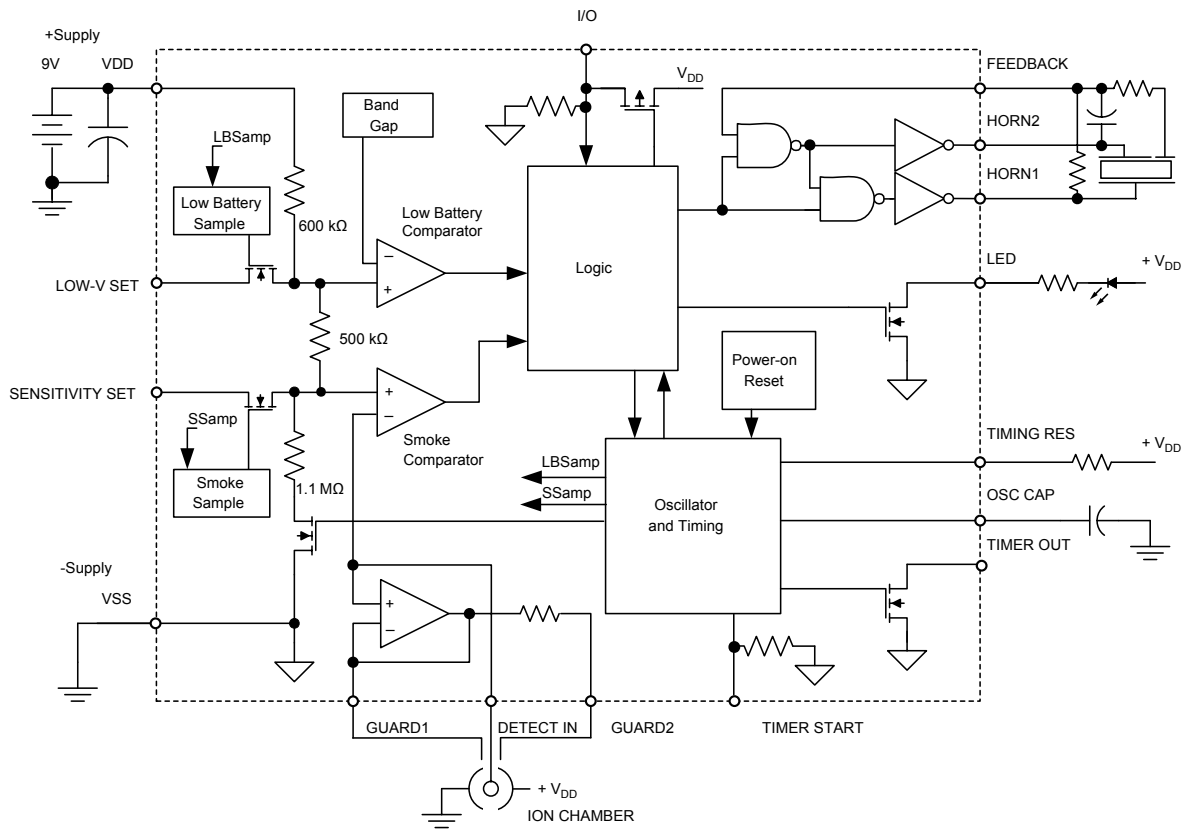 I/O
+Supply
9V
VDD
FEEDBACK
V_DD
Band
Gap
HORN2
LBSamp
HORN1
Low Battery
Sample
Low Battery
Comparator
600 kΩ
−
+
Logic
LED
+ V_DD
LOW-V SET
500 kΩ
Power-on
Reset
SENSITIVITY SET
+
−
SSamp
Smoke
Comparator
TIMING RES
+ V_DD
LBSamp
Smoke
Sample
1.1 MΩ
SSamp
Oscillator
and Timing
OSC CAP
TIMER OUT
-Supply
VSS
+
−
GUARD1
DETECT IN
GUARD2
TIMER START
+ V_DD
ION CHAMBER